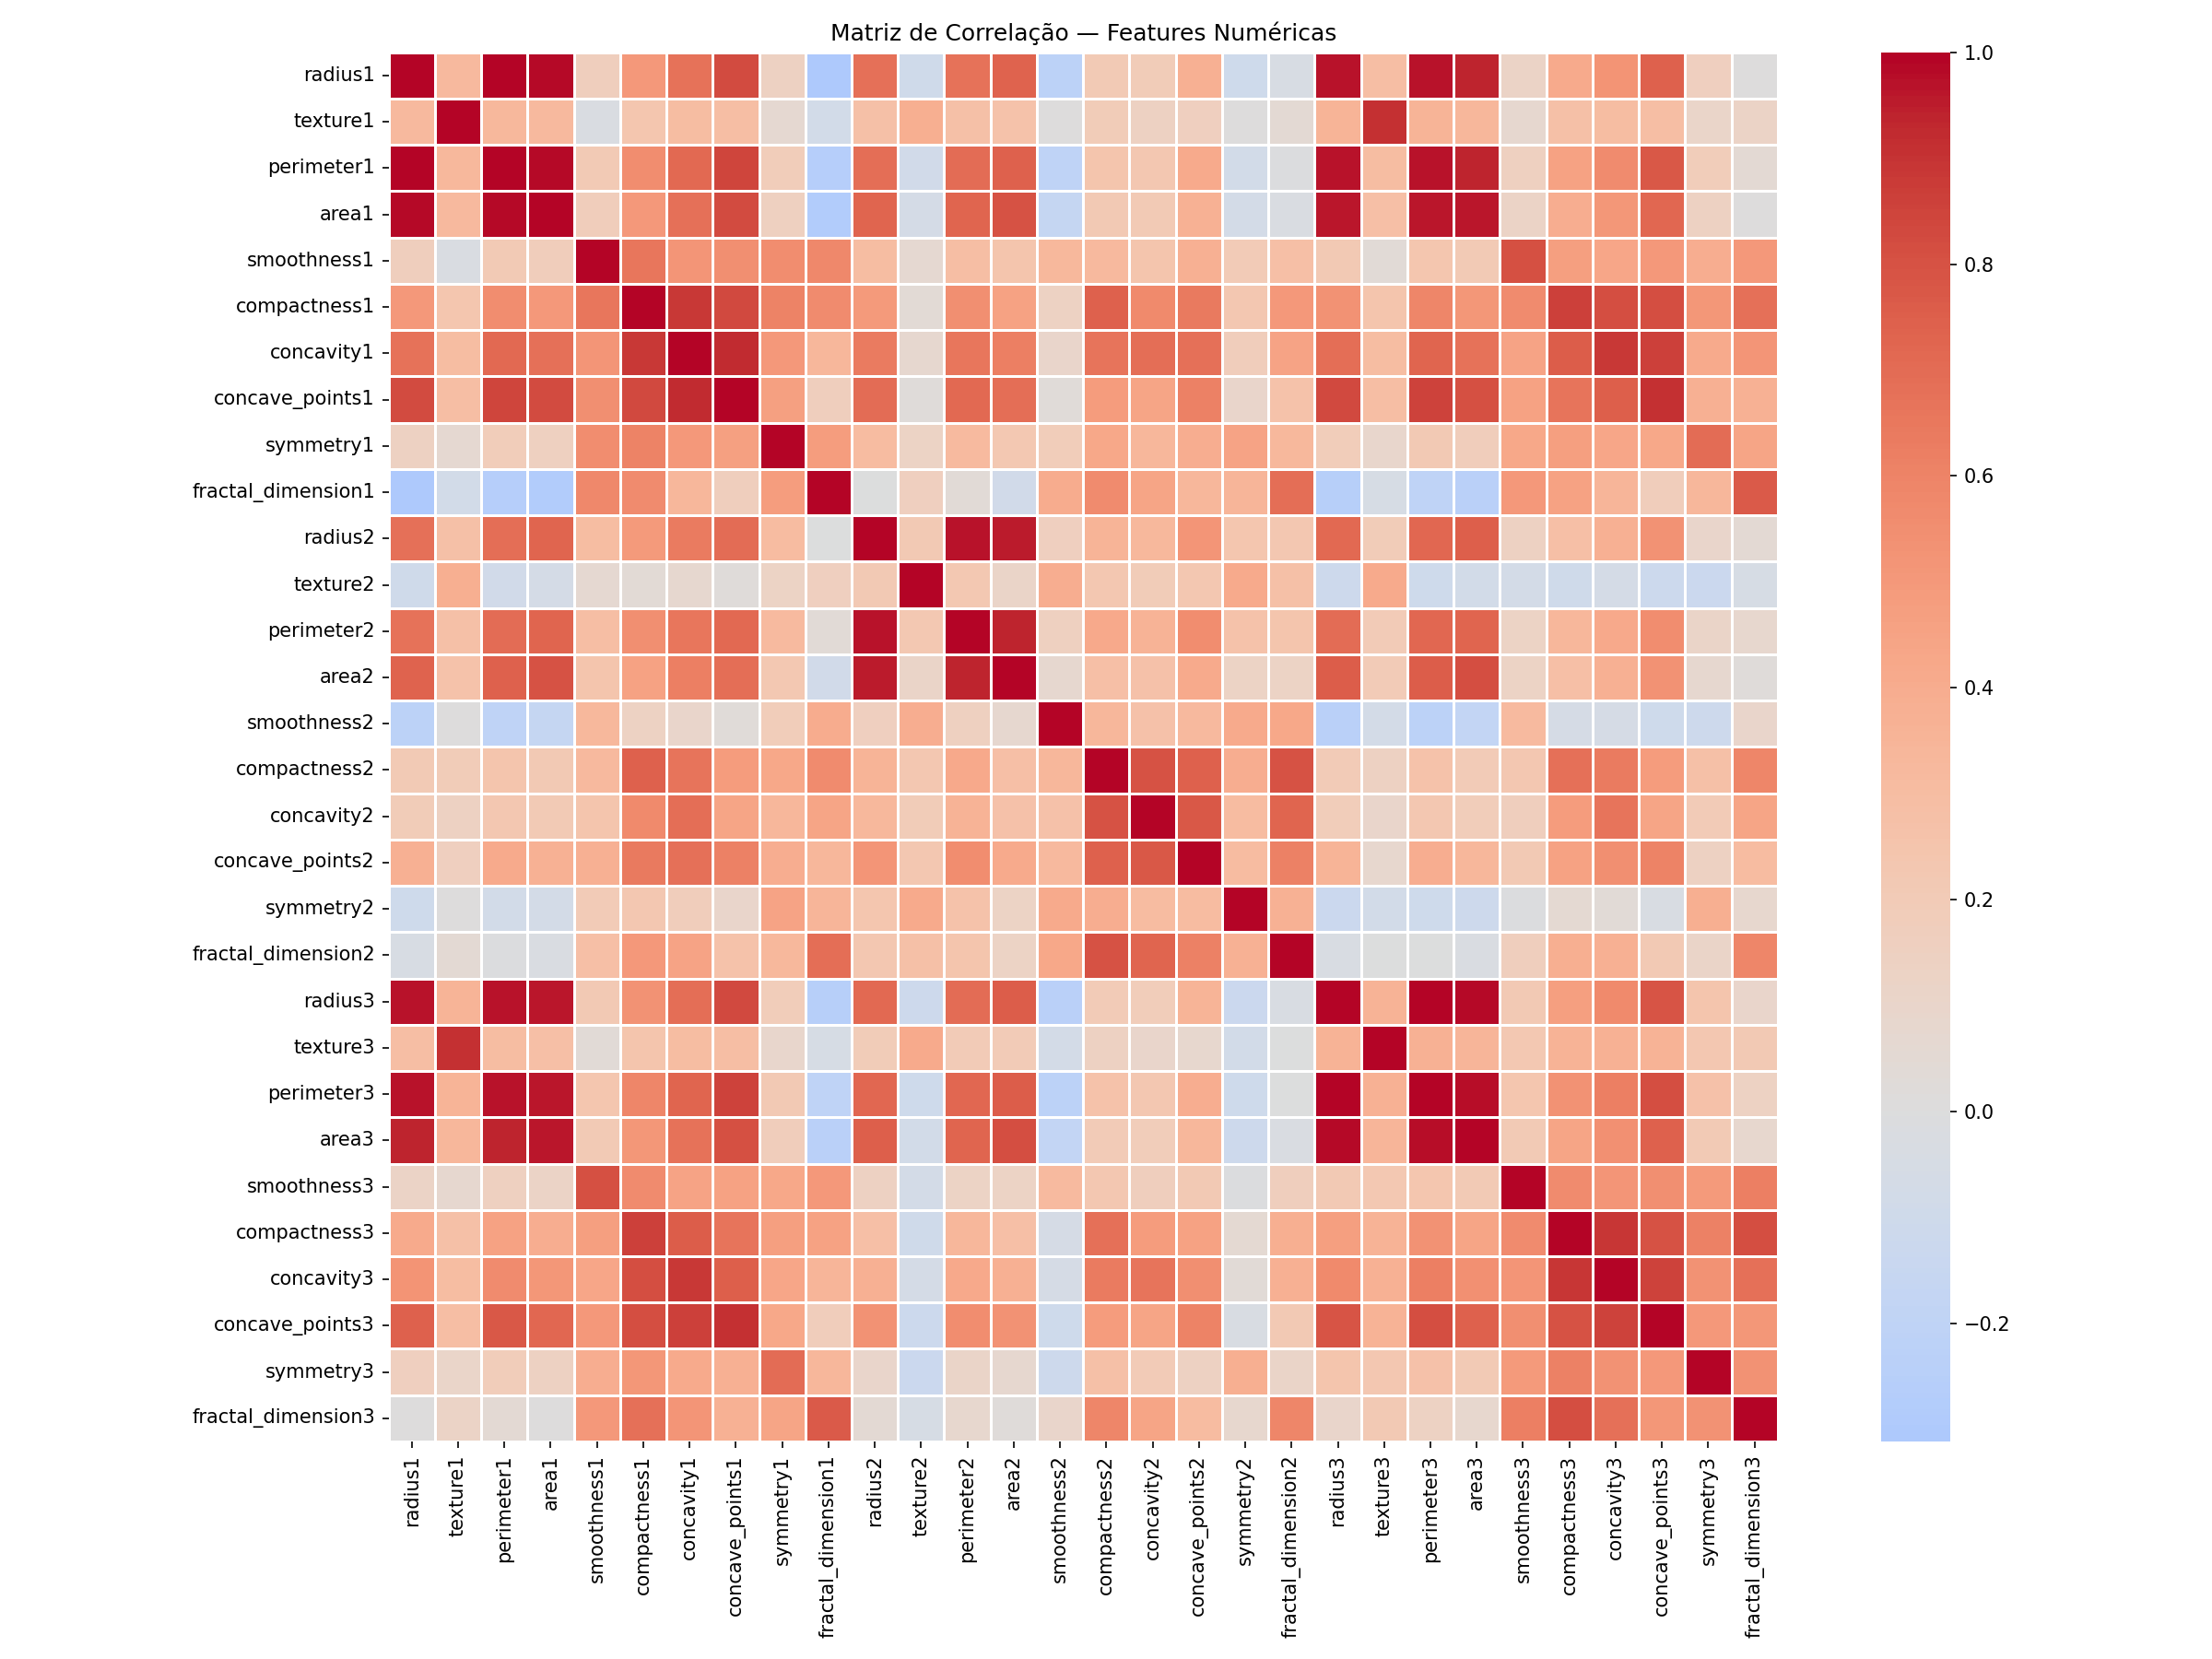 Matriz de Correlação — Features Numéricas
radius1
texture1
perimeter1
area1
smoothness1
compactness1
concavity1
concave_points1
symmetry1
fractal_dimension1
radius2
texture2
perimeter2
area2
smoothness2
compactness2
concavity2
concave_points2
symmetry2
fractal_dimension2
radius3
texture3
perimeter3
area3
smoothness3
compactness3
concavity3
concave_points3
symmetry3
fractal_dimension3
radius1
texture1
perimeter1
area1
smoothness1
compactness1
concavity1
concave_points1
symmetry1
fractal_dimension1
radius2
texture2
perimeter2
area2
smoothness2
compactness2
concavity2
concave_points2
symmetry2
fractal_dimension2
radius3
texture3
perimeter3
area3
smoothness3
compactness3
concavity3
concave_points3
symmetry3
fractal_dimension3
1.0
0.8
0.6
0.4
0.2
0.0
−0.2